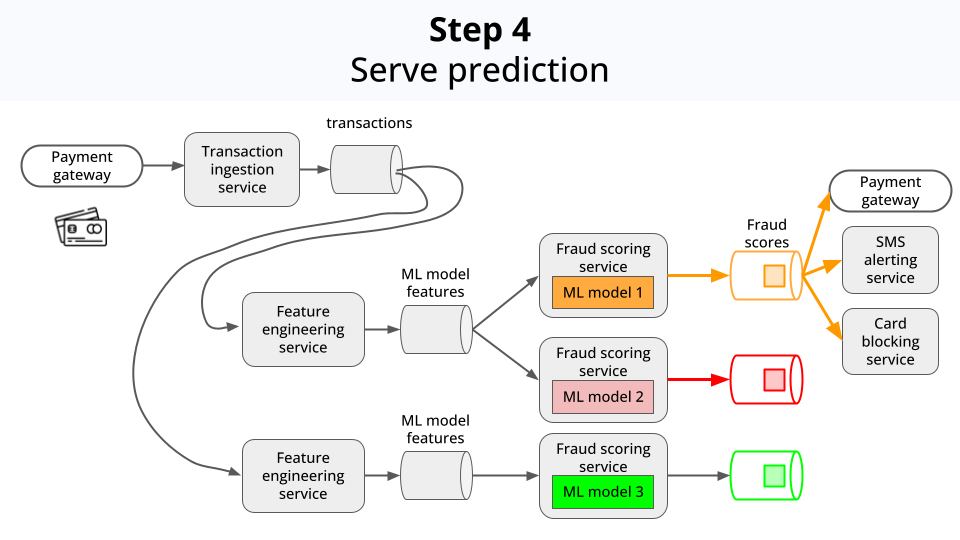 Step 4
Serve prediction
transactions
Payment
gateway
Transaction
ingestion
service
Payment
gateway
Fraud
scores
SMS
alerting
service
Fraud scoring
service
ML model 1
ML model
features
Feature
engineering
service
Card
blocking
service
Fraud scoring
service
ML model 2
ML model
features
Feature
engineering
service
Fraud scoring
service
ML model 3